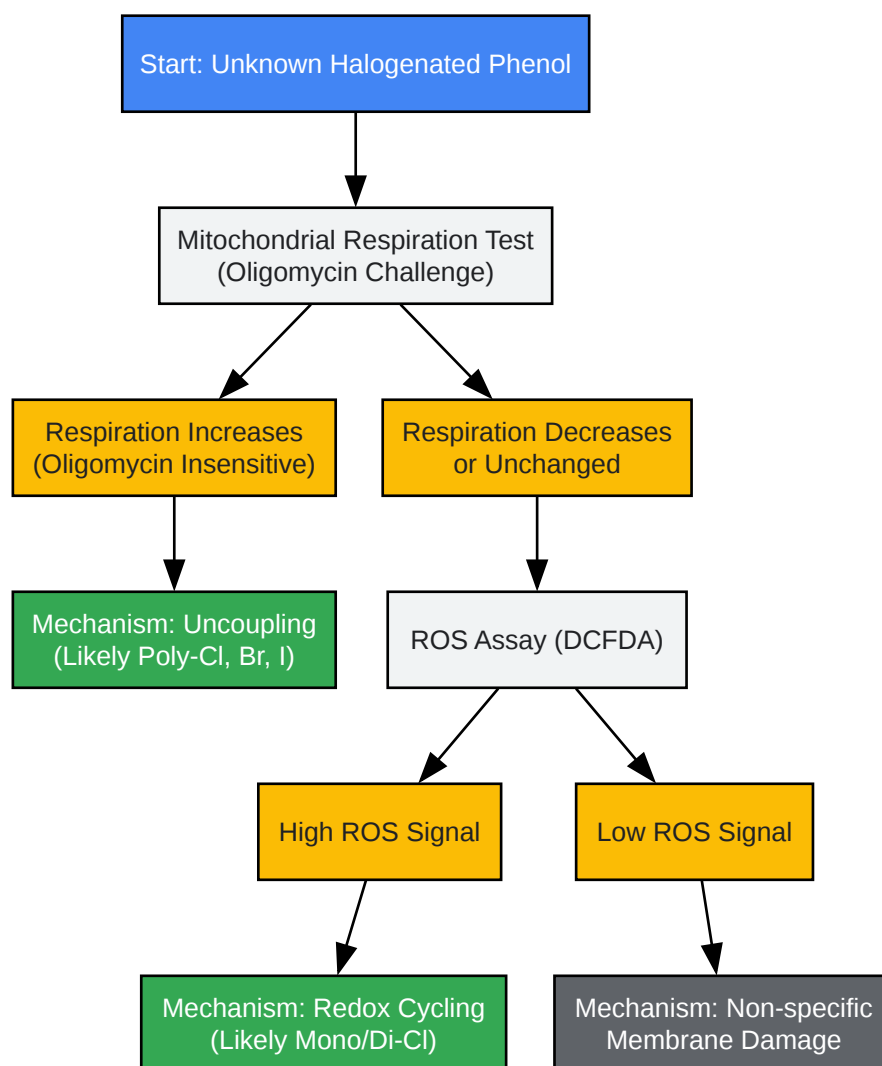 Start: Unknown Halogenated Phenol
Mitochondrial Respiration Test
(Oligomycin Challenge)
Respiration Increases
(Oligomycin Insensitive)
Respiration Decreases
or Unchanged
Mechanism: Uncoupling
(Likely Poly-Cl, Br, I)
ROS Assay (DCFDA)
High ROS Signal
Low ROS Signal
Mechanism: Redox Cycling
(Likely Mono/Di-Cl)
Mechanism: Non-specific
Membrane Damage